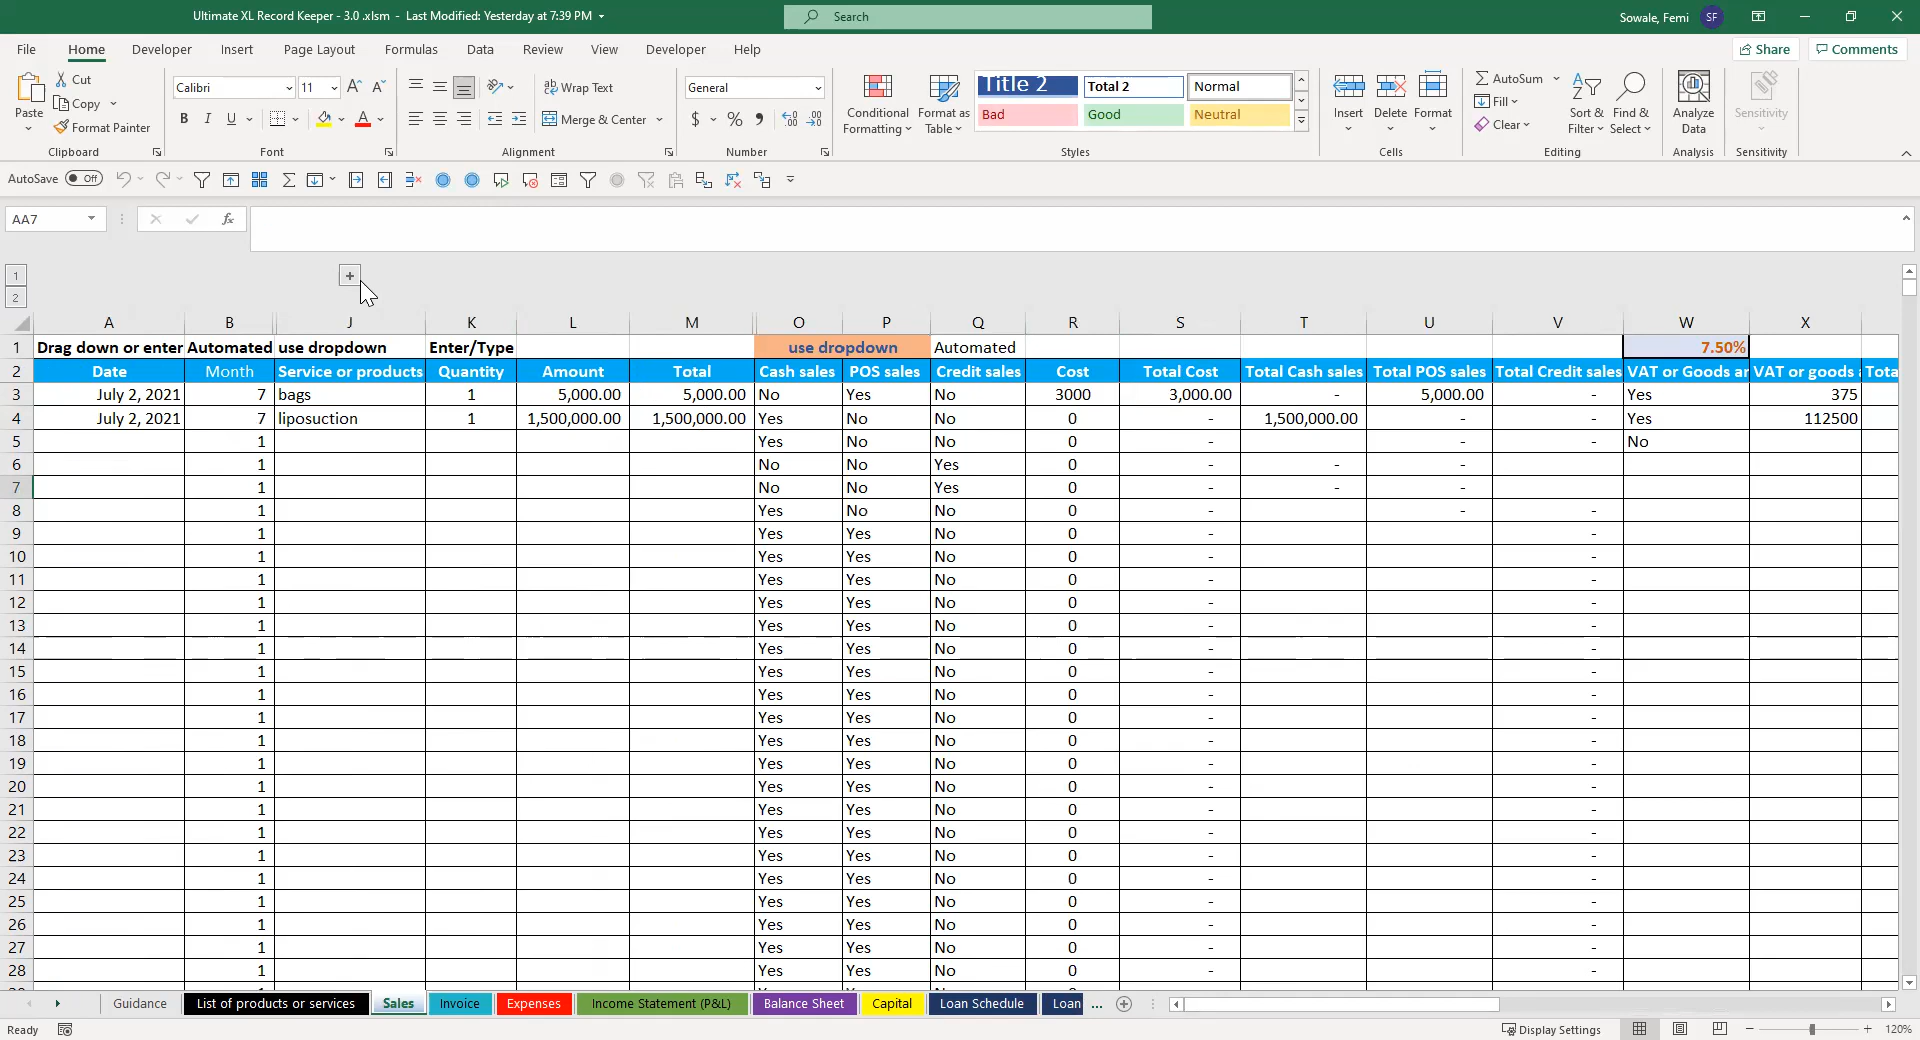 Ultimate XL Record Keeper - 3.0 .xlsm - Last Modified: Yesterday at 7:39 PM
Search
Sowale, Femi SF
File Home Developer Insert Page Layout Formulas Data Review View Developer Help
Share Comments
Paste
Cut
Copy
Format Painter
Clipboard
Calibri 11
B I U
Font
Wrap Text
Merge & Center
Alignment
General
$ % 9
Number
Conditional Formatting
Format as Table
Title 2 Total 2 Normal
Bad Good Neutral
Styles
Insert Delete Format
Cells
AutoSum
Fill
Clear
Sort & Filter
Find & Select
Editing
Analyze Data
Analysis
Sensitivity
Sensitivity
AutoSave Off
AA7 fx
1
2
A B J K L M O P Q R S T U V W X
1 Drag down or enter Automated use dropdown Enter/Type use dropdown Automated 7.50%
2 Date Month Service or products Quantity Amount Total Cash sales POS sales Credit sales Cost Total Cost Total Cash sales Total POS sales Total Credit sales VAT or Goods ar VAT or goods Tota
3 July 2, 2021 7 bags 1 5,000.00 5,000.00 No Yes No 3000 3,000.00 - 5,000.00 - Yes 375
4 July 2, 2021 7 liposuction 1 1,500,000.00 1,500,000.00 Yes No No 0 - 1,500,000.00 - - Yes 112500
5 1 Yes No No 0 - - - No
6 1 No No Yes 0 - - -
7 1 No No Yes 0 - - -
8 1 Yes No No 0 - - -
9 1 Yes Yes No 0 - -
10 1 Yes Yes No 0 - -
11 1 Yes Yes No 0 - -
12 1 Yes Yes No 0 - -
13 1 Yes Yes No 0 - -
14 1 Yes Yes No 0 - -
15 1 Yes Yes No 0 - -
16 1 Yes Yes No 0 - -
17 1 Yes Yes No 0 - -
18 1 Yes Yes No 0 - -
19 1 Yes Yes No 0 - -
20 1 Yes Yes No 0 - -
21 1 Yes Yes No 0 - -
22 1 Yes Yes No 0 - -
23 1 Yes Yes No 0 - -
24 1 Yes Yes No 0 - -
25 1 Yes Yes No 0 - -
26 1 Yes Yes No 0 - -
27 1 Yes Yes No 0 - -
28 1 Yes Yes No 0 - -
Guidance List of products or services Sales Invoice Expenses Income Statement (P&L) Balance Sheet Capital Loan Schedule Loan ...
Ready Display Settings 120%